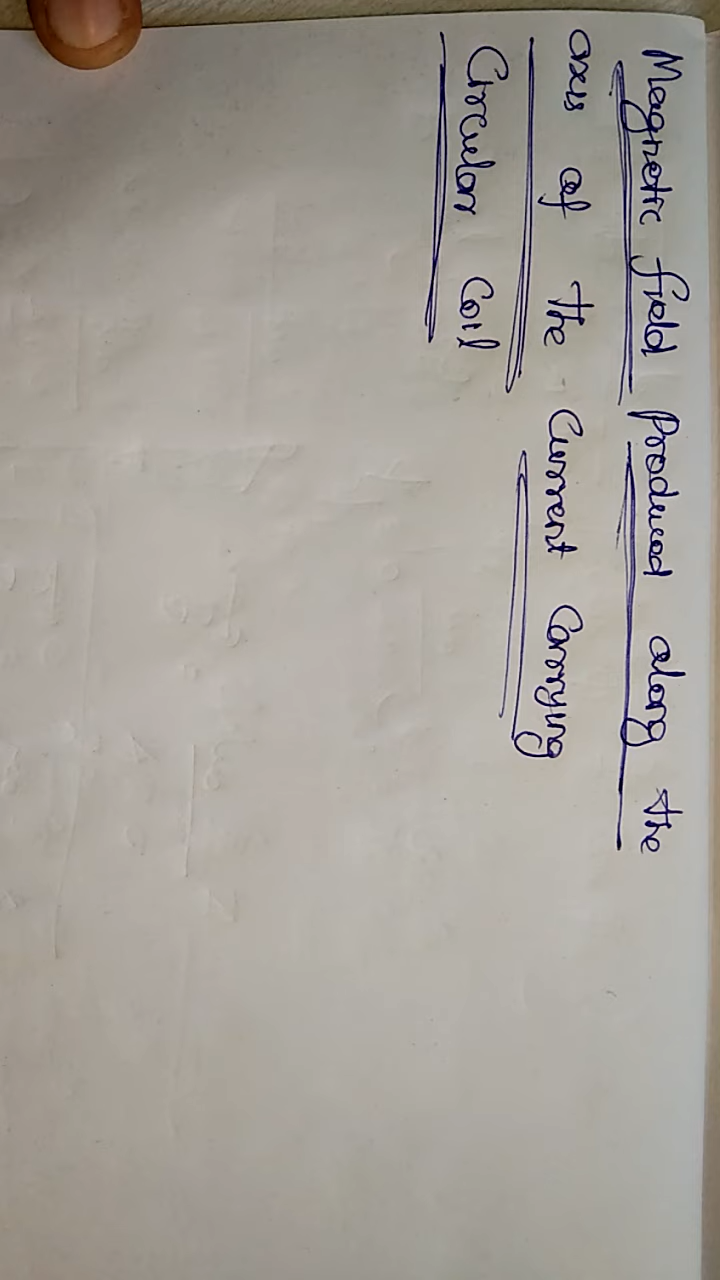 Magnetic field Produced along the
axis of the Current Carrying
Circular Coil